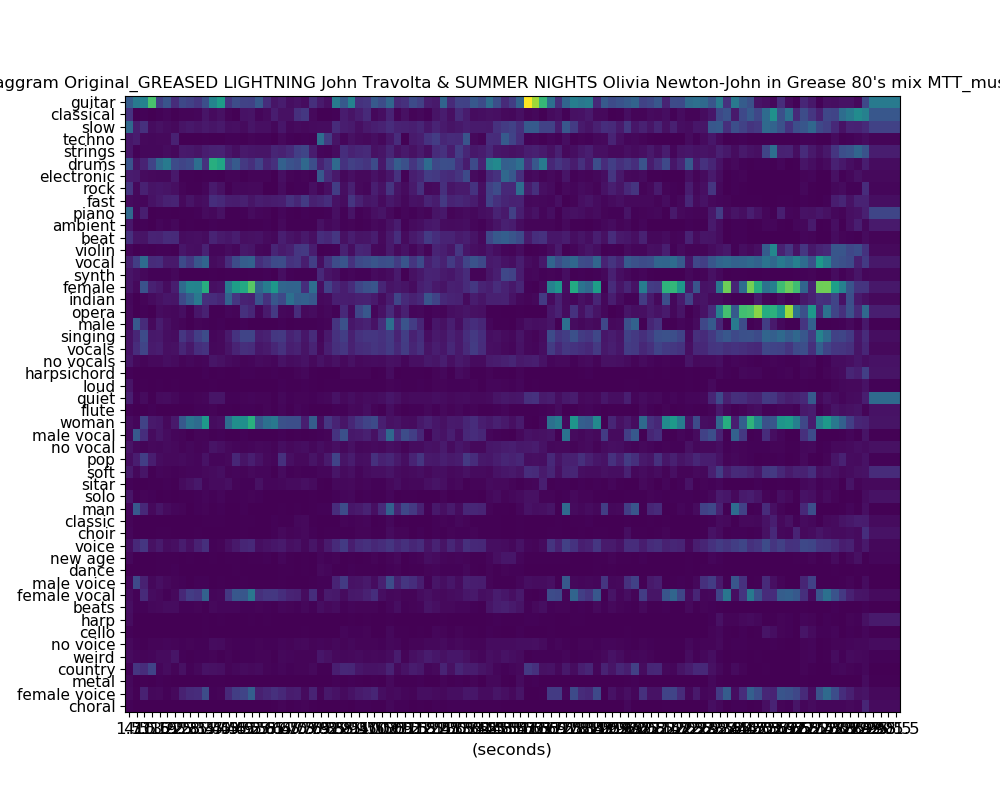 Original_GREASED LIGHTNING John Travolta & SUMMER NIGHTS Olivia Newton-John in Grease 80's mix
guitar
classical
slow
techno
strings
drums
electronic
rock
fast
piano
ambient
beat
violin
vocal
synth
female
indian
opera
male
singing
vocals
no vocals
harpsichord
loud
quiet
flute
woman
male vocal
no vocal
pop
soft
sitar
solo
man
classic
choir
voice
new age
dance
male voice
female vocal
beats
harp
cello
no voice
weird
country
metal
female voice
choral
(seconds)